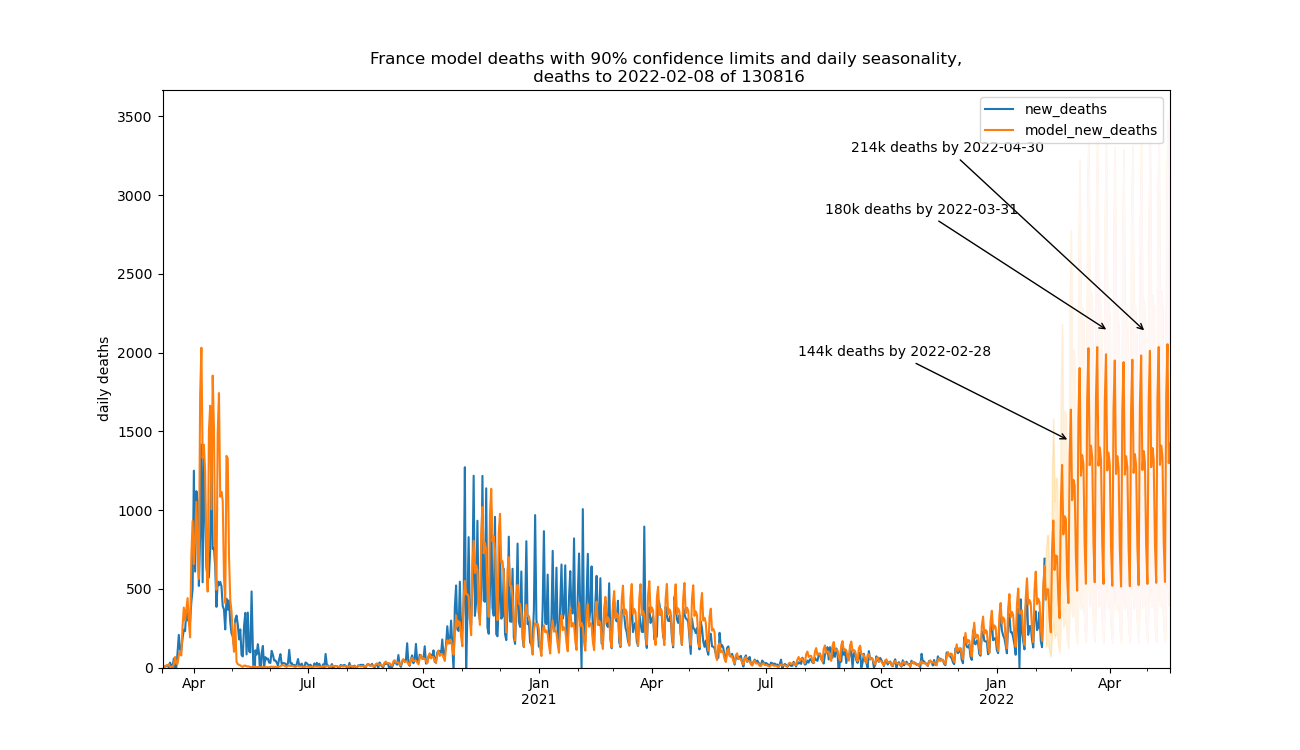 France model deaths with 90% confidence limits and daily seasonality,
deaths to 2022-02-08 of 130816
new_deaths
model_new_deaths
214k deaths by 2022-04-30
180k deaths by 2022-03-31
144k deaths by 2022-02-28
daily deaths
3500
3000
2500
2000
1500
1000
500
0
Apr
Jul
Oct
Jan
2021
Apr
Jul
Oct
Jan
2022
Apr